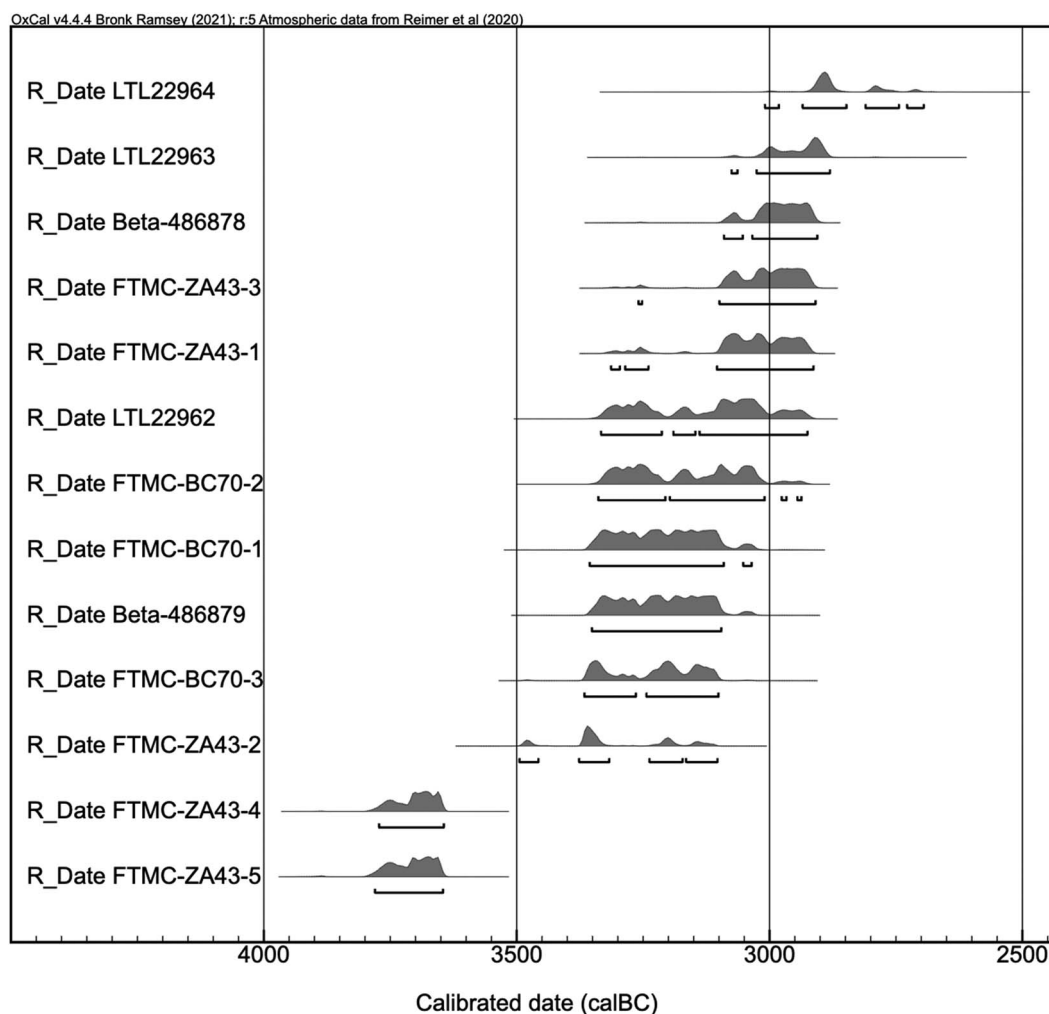 OxCal v4.4.4 Bronk Ramsey (2021); r:5 Atmospheric data from Reimer et al (2020)
R_Date LTL22964
R_Date LTL22963
R_Date Beta-486878
R_Date FTMC-ZA43-3
R_Date FTMC-ZA43-1
R_Date LTL22962
R_Date FTMC-BC70-2
R_Date FTMC-BC70-1
R_Date Beta-486879
R_Date FTMC-BC70-3
R_Date FTMC-ZA43-2
R_Date FTMC-ZA43-4
R_Date FTMC-ZA43-5
4000 3500 3000 2500
Calibrated date (calBC)